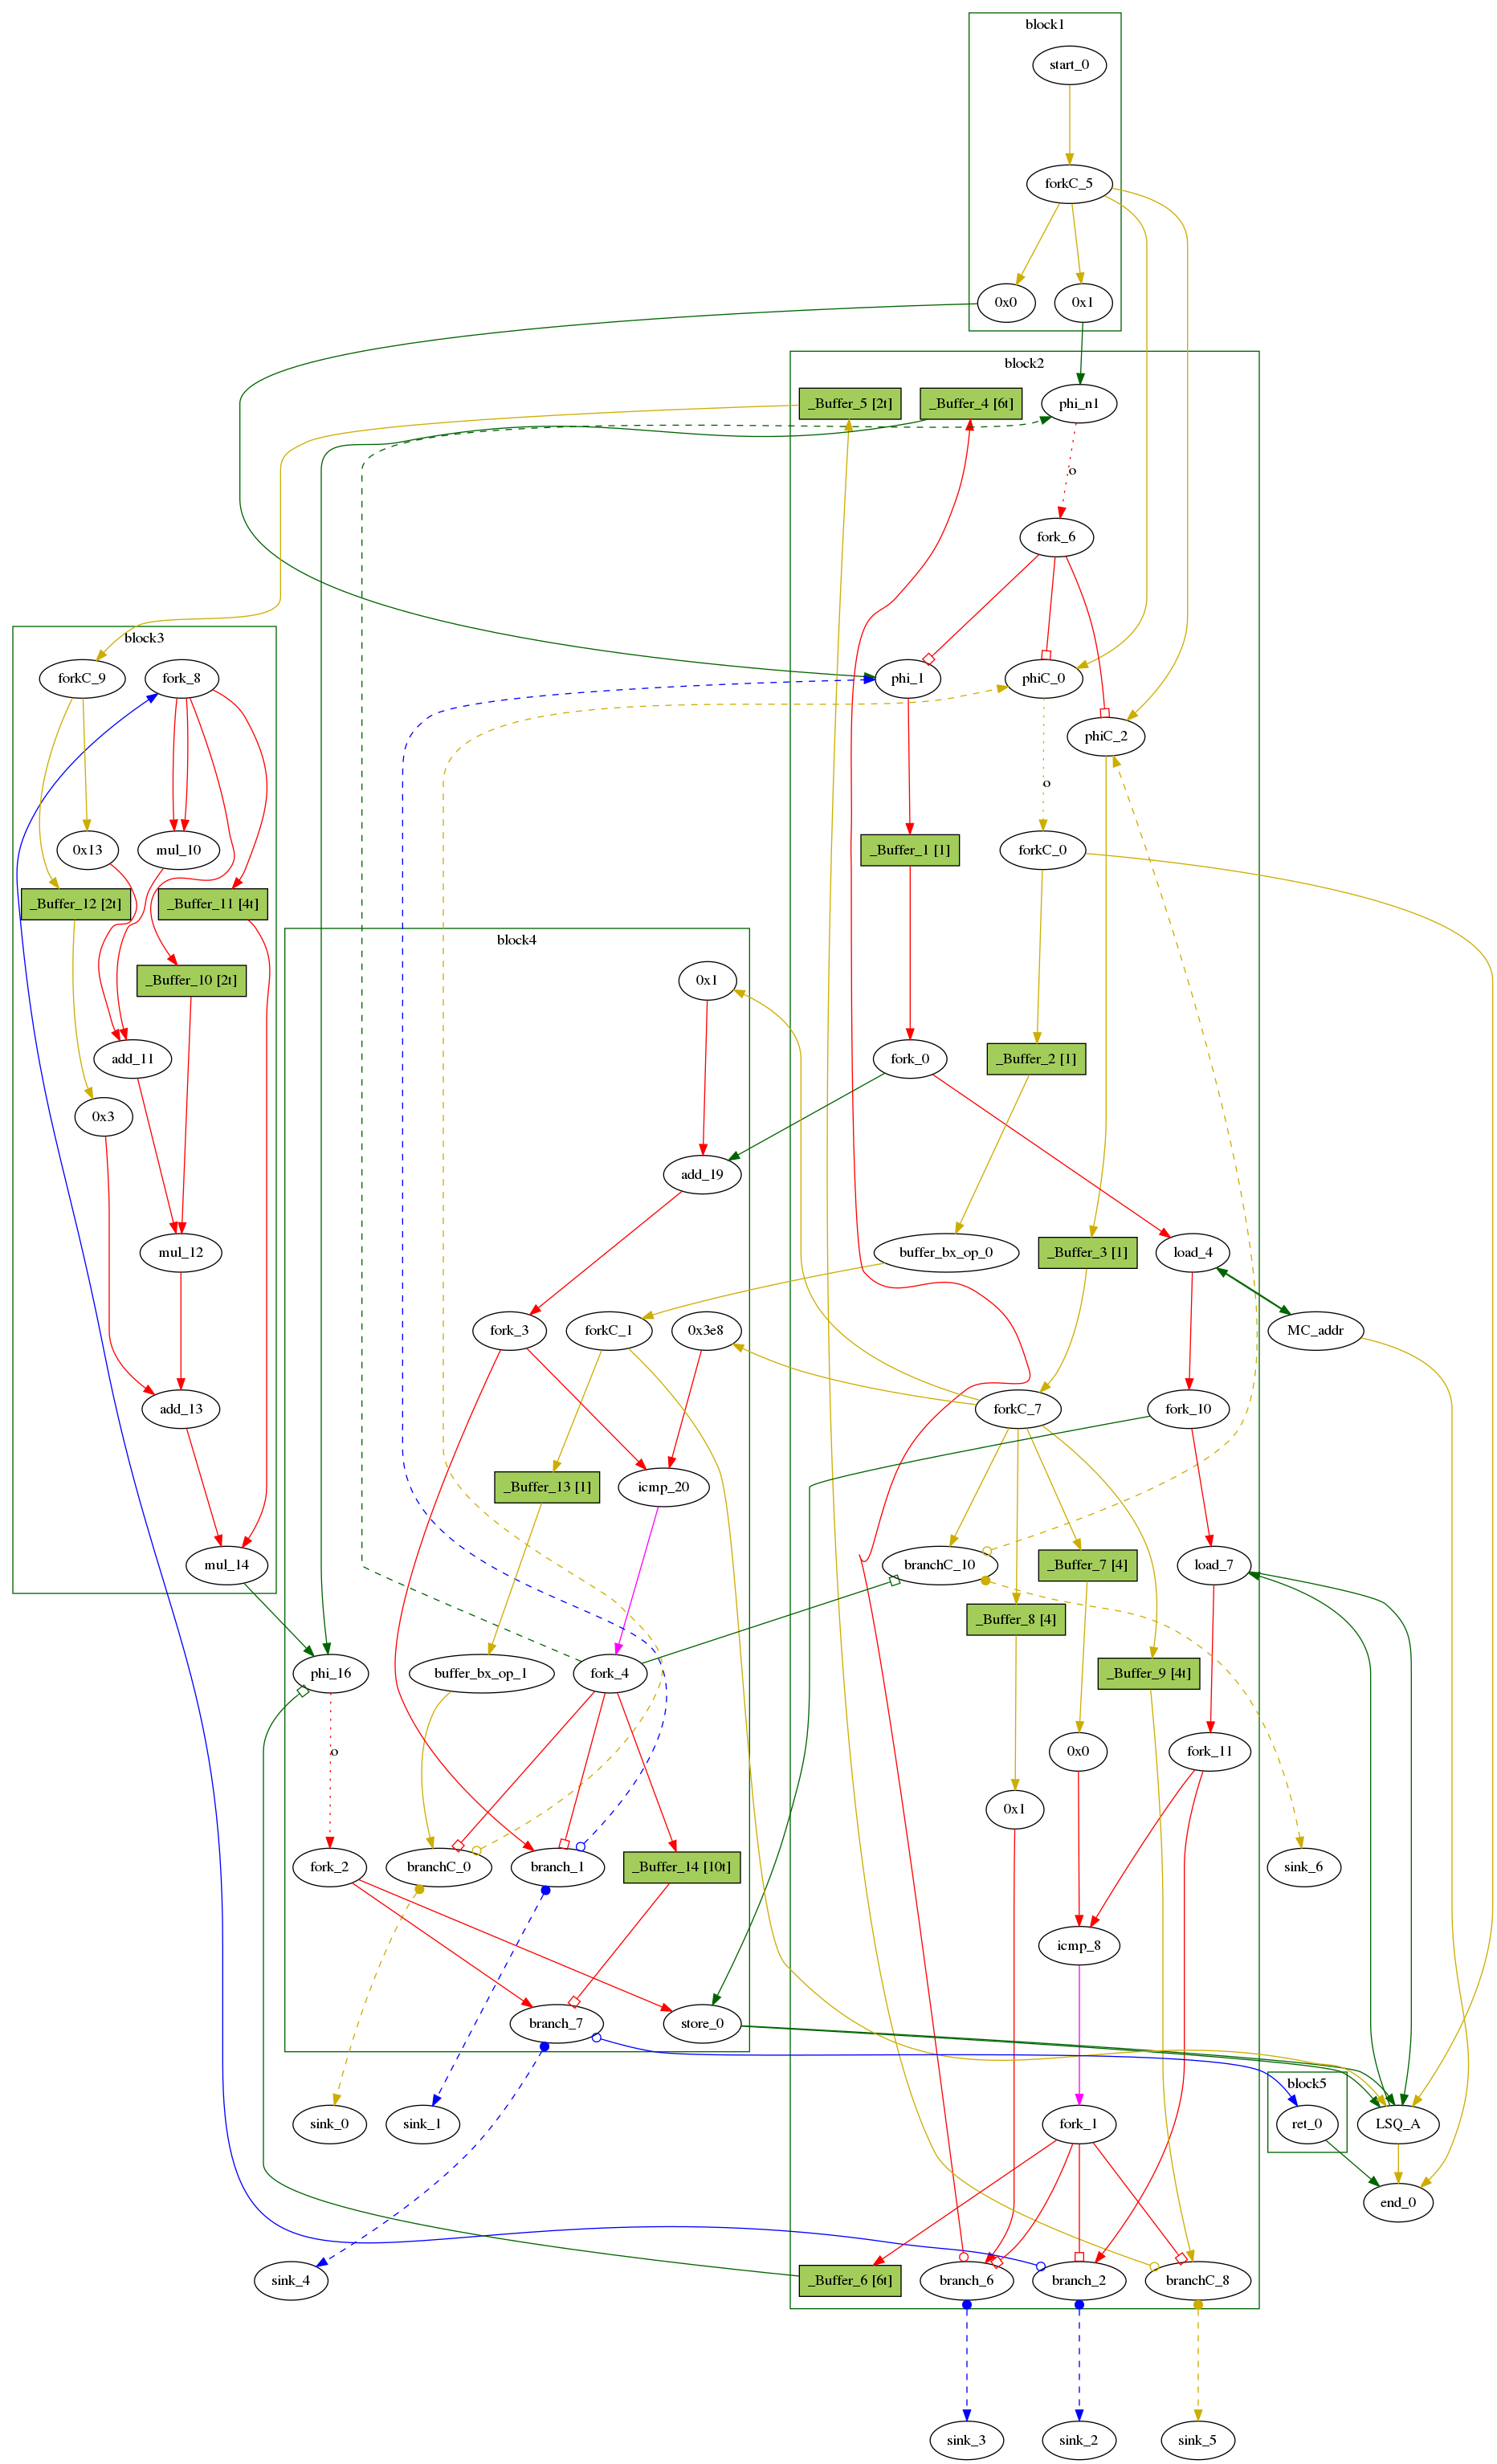 block1
start_0
forkC_5
0x0
0x1
block2
_Buffer_5 [2t]
_Buffer_4 [6t]
phi_n1
o
fork_6
block3
forkC_9
fork_8
phi_1
phiC_0
phiC_2
o
0x13
mul_10
_Buffer_1 [1]
forkC_0
_Buffer_12 [2t]
_Buffer_11 [4t]
block4
_Buffer_10 [2t]
0x1
add_11
fork_0
_Buffer_2 [1]
0x3
add_19
mul_12
buffer_bx_op_0
_Buffer_3 [1]
load_4
fork_3
forkC_1
0x3e8
MC_addr
add_13
forkC_7
fork_10
_Buffer_13 [1]
icmp_20
mul_14
branchC_10
_Buffer_7 [4]
load_7
_Buffer_8 [4]
phi_16
buffer_bx_op_1
fork_4
_Buffer_9 [4t]
o
0x0
fork_11
0x1
fork_2
branchC_0
branch_1
_Buffer_14 [10t]
sink_6
icmp_8
branch_7
store_0
block5
sink_0
sink_1
fork_1
ret_0
LSQ_A
end_0
sink_4
_Buffer_6 [6t]
branch_6
branch_2
branchC_8
sink_3
sink_2
sink_5